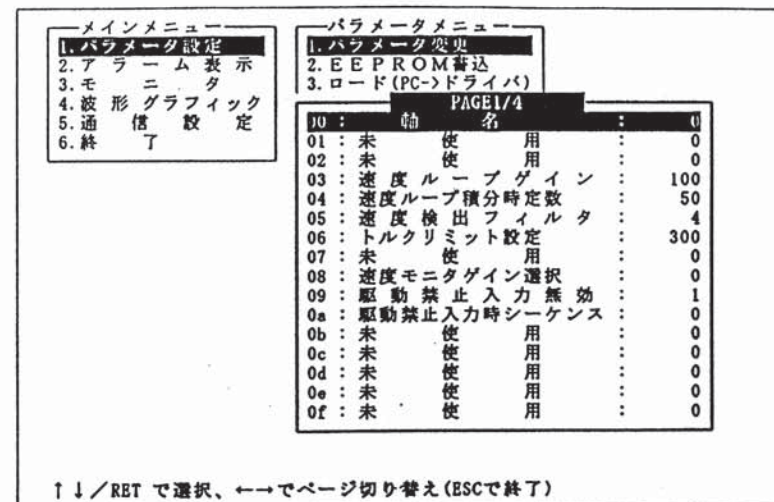 メインメニュー
1.パラメータ設定
2.アラーム表示
3.モニタ
4.波形グラフィック
5.通信設定
6.終了
パラメータメニュー
1.パラメータ変更
2.EEPROM書込
3.ロード(PC->ドライバ)
PAGE1/4
00 : 軸名 : 0
01 : 未使用 : 0
02 : 未使用 : 0
03 : 速度ループゲイン : 100
04 : 速度ループ積分時定数 : 50
05 : 速度検出フィルタ : 4
06 : トルクリミット設定 : 300
07 : 未使用 : 0
08 : 速度モニタゲイン選択 : 0
09 : 駆動禁止入力無効 : 1
0a : 駆動禁止入力時シーケンス : 0
0b : 未使用 : 0
0c : 未使用 : 0
0d : 未使用 : 0
0e : 未使用 : 0
0f : 未使用 : 0
↑↓/RET で選択、←→でページ切り替え(ESCで終了)